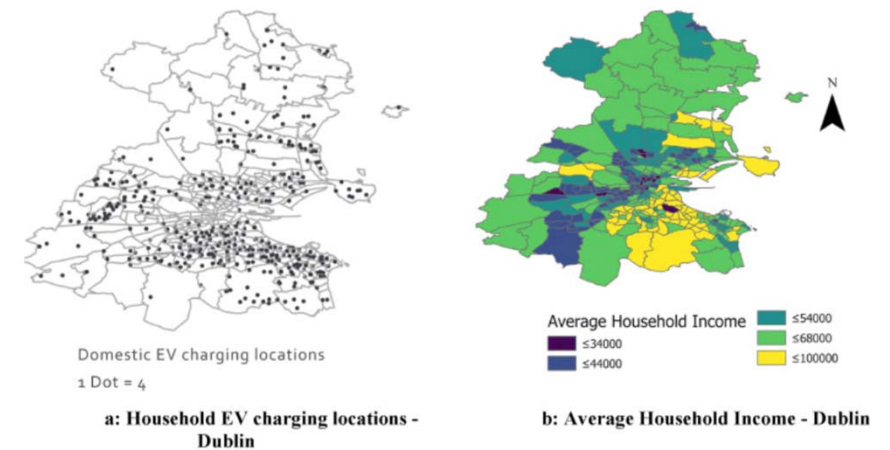 N
Domestic EV charging locations
1 Dot = 4
Average Household Income
≤34000
≤44000
≤54000
≤68000
≤100000
a: Household EV charging locations -
Dublin
b: Average Household Income - Dublin